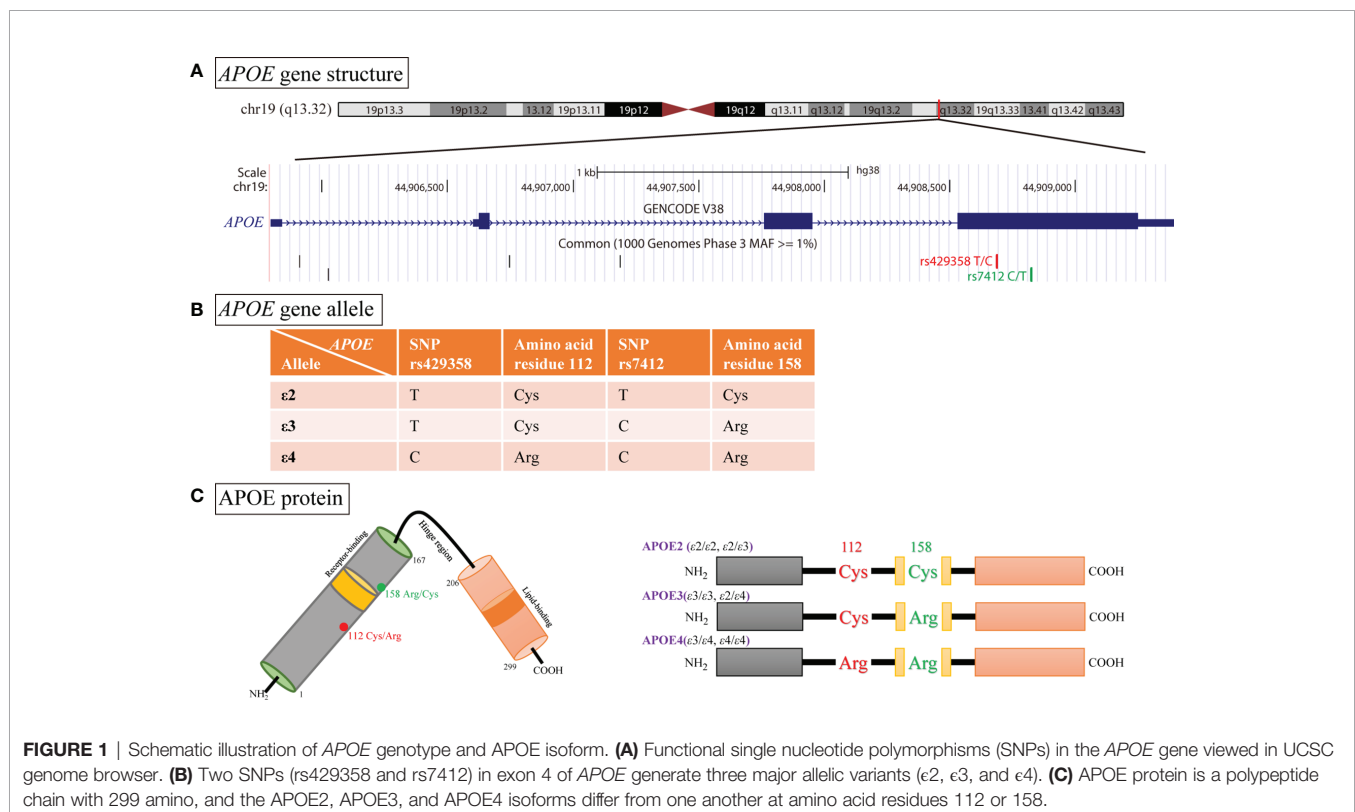 A APOE gene structure
chr19 (q13.32) 19p13.3 19p13.2 13.12 19p13.11 19p12 19q12 q13.11 q13.12 19q13.2 q13.32 19q13.33 13.41 q13.42 q13.43
Scale 1 kb hg38
chr19: 44,906,500 44,907,000 44,907,500 44,908,000 44,908,500 44,909,000
GENCODE V38
APOE
Common (1000 Genomes Phase 3 MAF >= 1%)
rs429358 T/C
rs7412 C/T
B APOE gene allele
APOE SNP Amino acid SNP Amino acid
Allele rs429358 residue 112 rs7412 residue 158
ε2 T Cys T Cys
ε3 T Cys C Arg
ε4 C Arg C Arg
C APOE protein
Receptor-binding
Hinge region
167
206
158 Arg/Cys
Lipid-binding
112 Cys/Arg
299
COOH
NH2
1
APOE2 (ε2/ε2, ε2/ε3) 112 158
NH2 Cys Cys COOH
APOE3(ε3/ε3, ε2/ε4)
NH2 Cys Arg COOH
APOE4(ε3/ε4, ε4/ε4)
NH2 Arg Arg COOH
FIGURE 1 | Schematic illustration of APOE genotype and APOE isoform. (A) Functional single nucleotide polymorphisms (SNPs) in the APOE gene viewed in UCSC
genome browser. (B) Two SNPs (rs429358 and rs7412) in exon 4 of APOE generate three major allelic variants (ϵ2, ϵ3, and ϵ4). (C) APOE protein is a polypeptide
chain with 299 amino, and the APOE2, APOE3, and APOE4 isoforms differ from one another at amino acid residues 112 or 158.